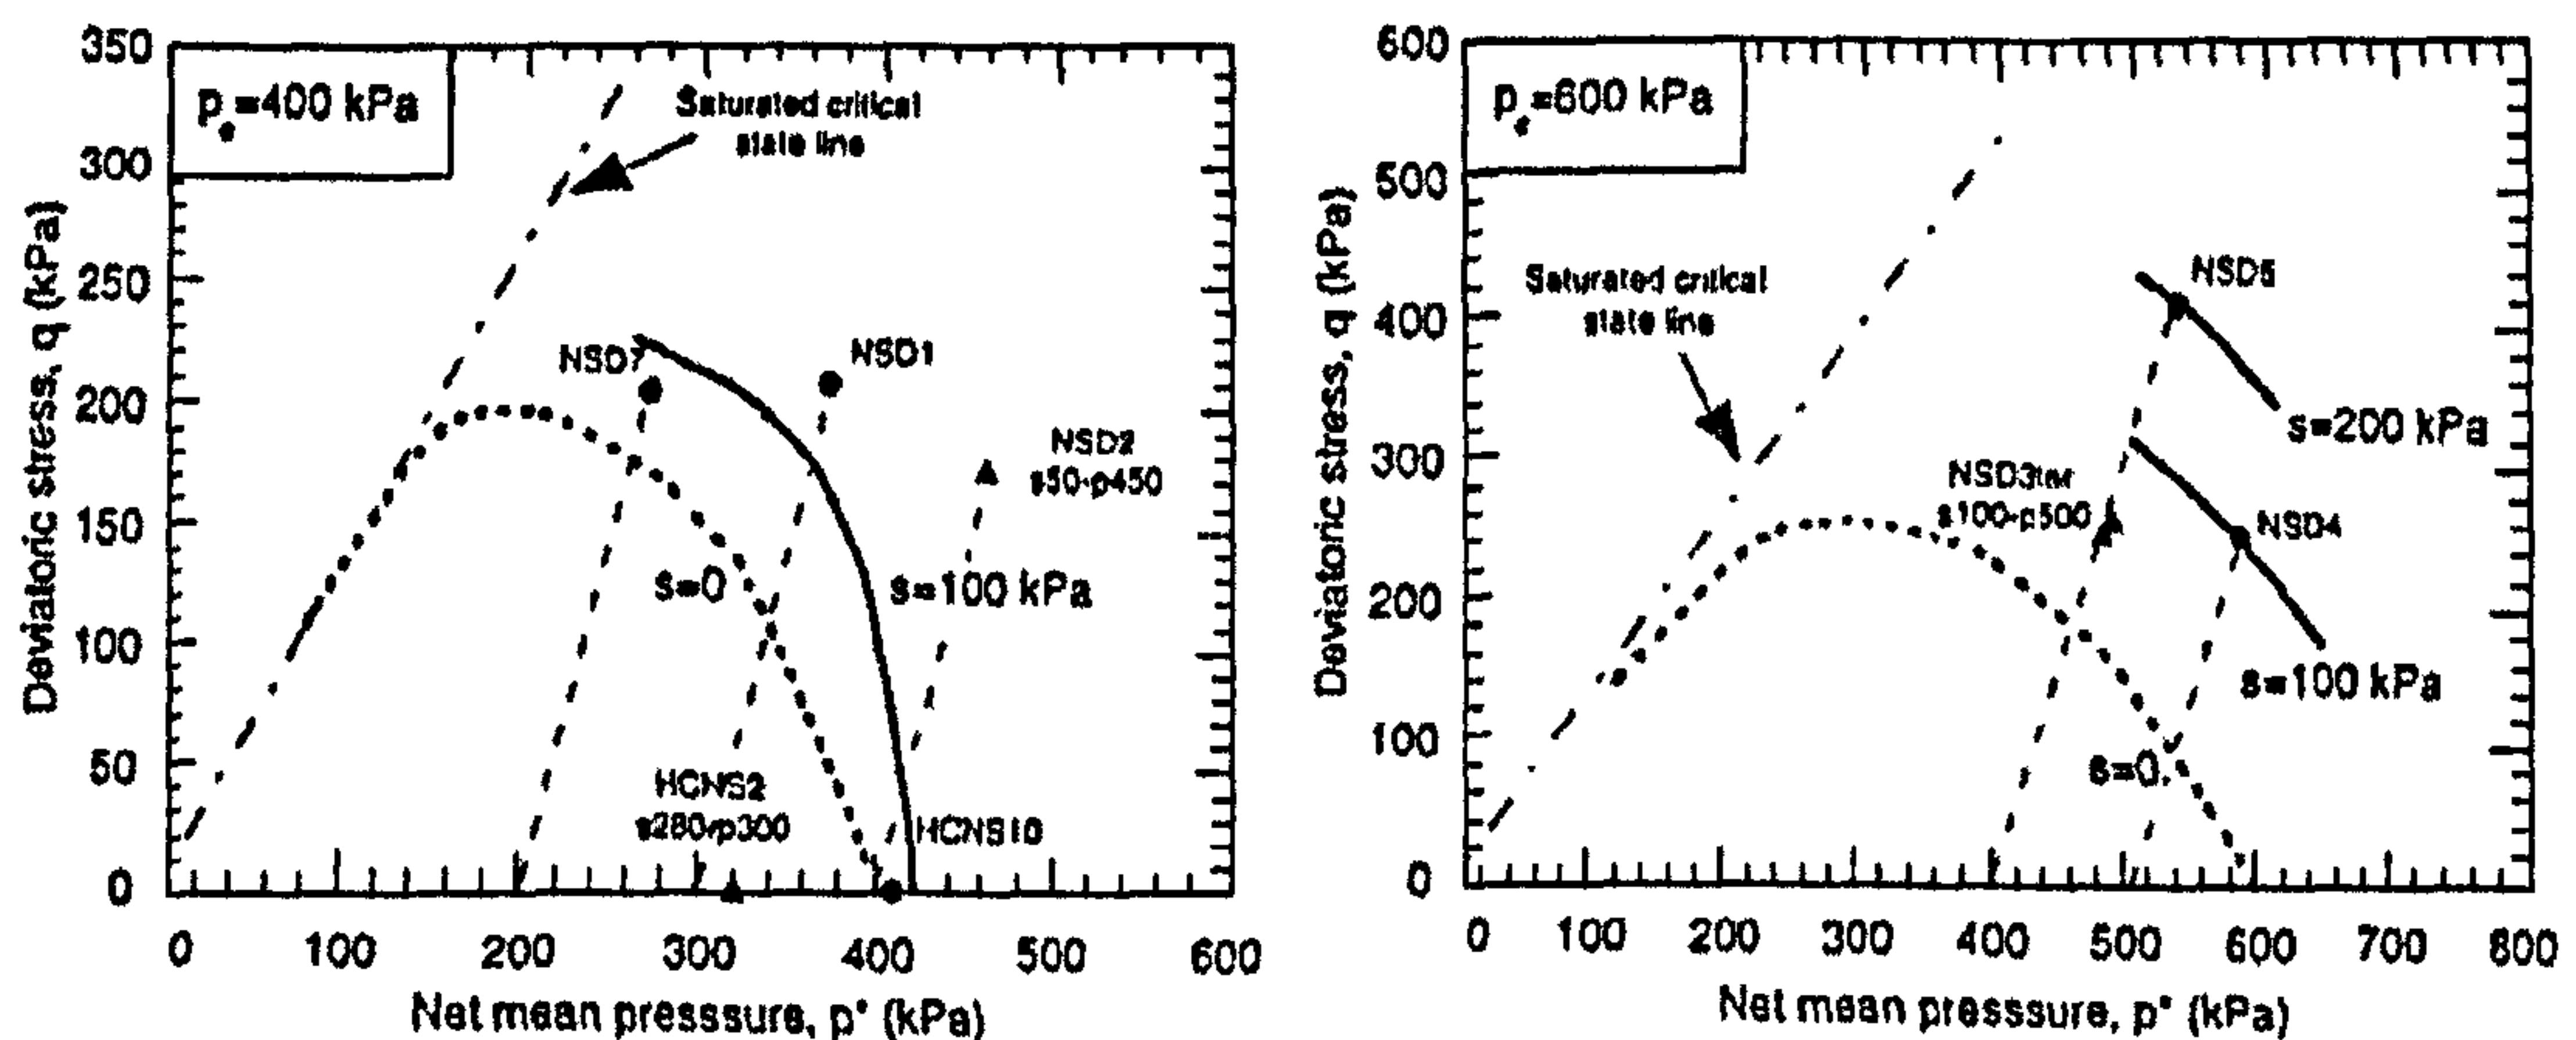 350
300
250
200
150
100
50
0
Deviatoric stress, q (kPa)
pe=400 kPa
Saturated critical
state line
NSD7
NSD1
NSD2
s50-p450
s=0
s=100 kPa
HCNS2
s280-p300
HCNS10
0 100 200 300 400 500 600
Net mean presssure, p* (kPa)
600
500
400
300
200
100
0
Deviatoric stress, q (kPa)
pe=600 kPa
Saturated critical
state line
NSD5
s=200 kPa
s100-p500
NSD4
s=100 kPa
s=0
0 100 200 300 400 500 600 700 800
Net mean presssure, p* (kPa)